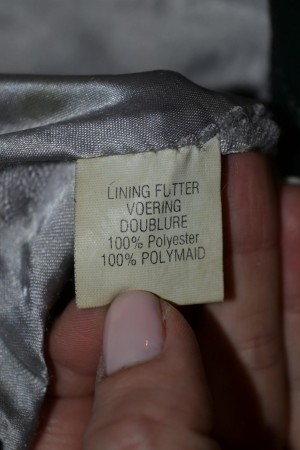 LINING FUTTER
VOERING
DOUBLURE
100% Polyester
100% POLYMAID